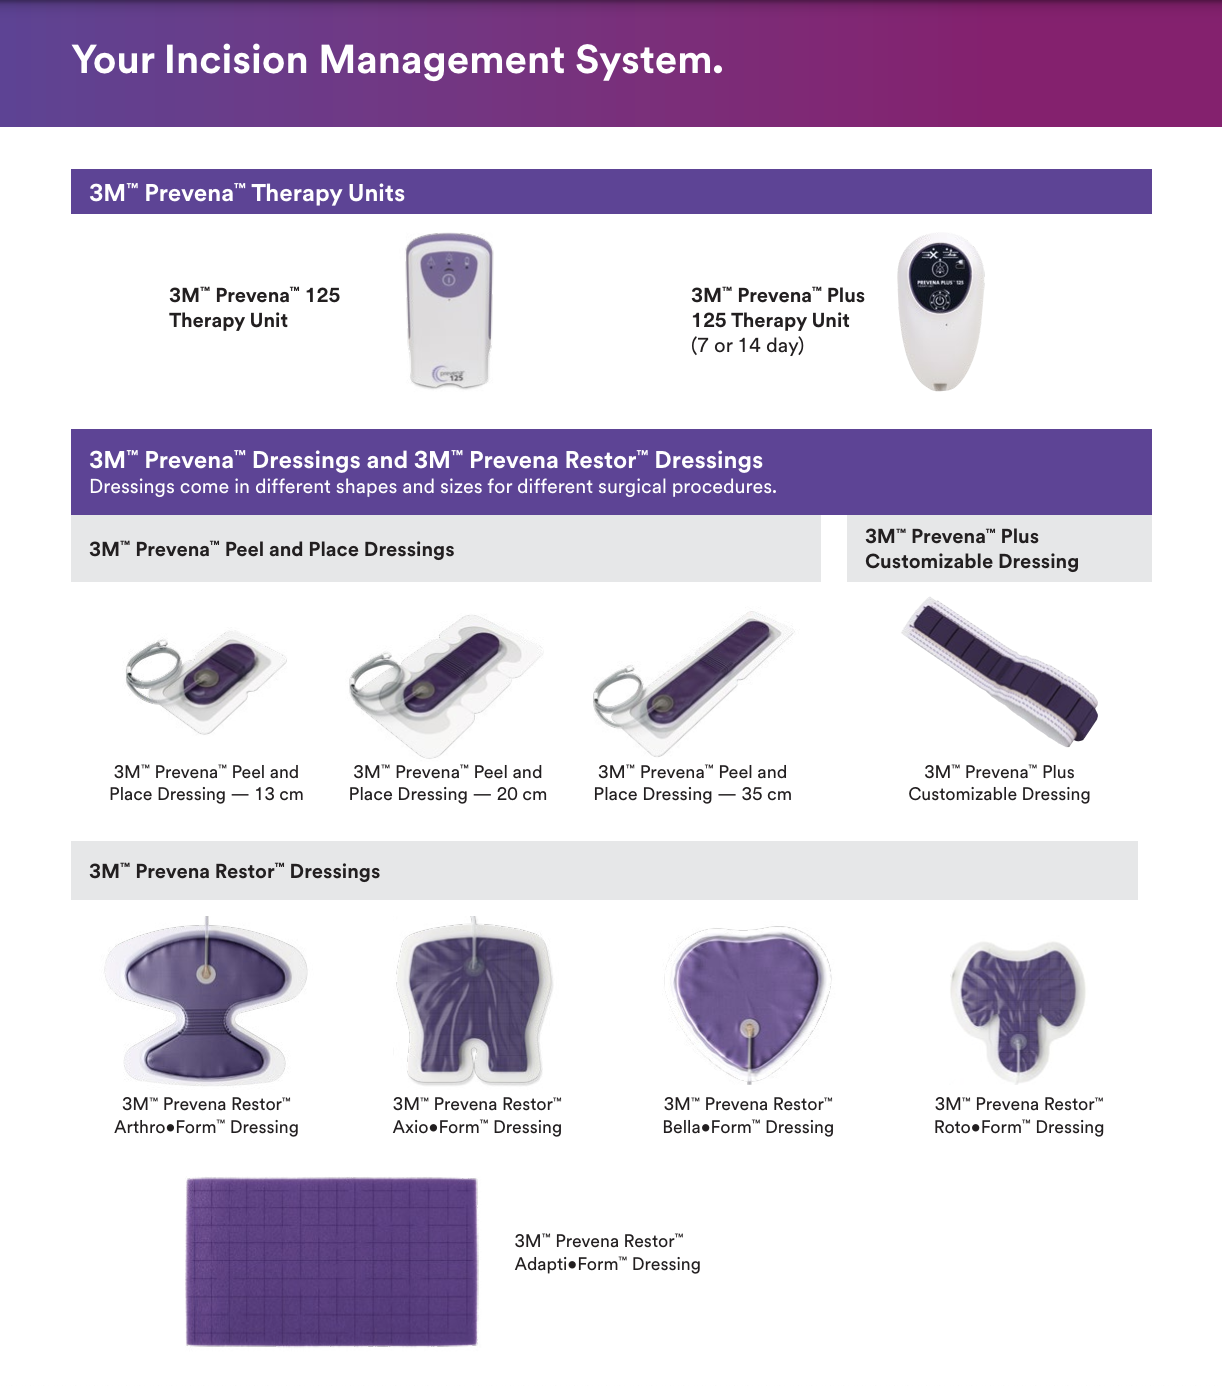 Your Incision Management System.
3M™ Prevena™ Therapy Units
3M™ Prevena™ 125
Therapy Unit
prevena
125
3M™ Prevena™ Plus
125 Therapy Unit
(7 or 14 day)
PREVENA PLUS™ 125
3M™ Prevena™ Dressings and 3M™ Prevena Restor™ Dressings
Dressings come in different shapes and sizes for different surgical procedures.
3M™ Prevena™ Peel and Place Dressings
3M™ Prevena™ Plus
Customizable Dressing
3M™ Prevena™ Peel and
Place Dressing — 13 cm
3M™ Prevena™ Peel and
Place Dressing — 20 cm
3M™ Prevena™ Peel and
Place Dressing — 35 cm
3M™ Prevena™ Plus
Customizable Dressing
3M™ Prevena Restor™ Dressings
3M™ Prevena Restor™
Arthro●Form™ Dressing
3M™ Prevena Restor™
Axio●Form™ Dressing
3M™ Prevena Restor™
Bella●Form™ Dressing
3M™ Prevena Restor™
Roto●Form™ Dressing
3M™ Prevena Restor™
Adapti●Form™ Dressing